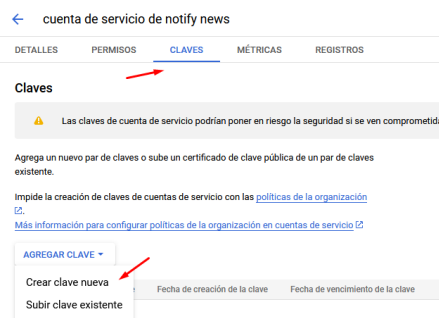 cuenta de servicio de notify news
DETALLES PERMISOS CLAVES MÉTRICAS REGISTROS
Claves
Las claves de cuenta de servicio podrían poner en riesgo la seguridad si se ven comprometida
Agrega un nuevo par de claves o sube un certificado de clave pública de un par de claves
existente.
Impide la creación de claves de cuentas de servicio con las políticas de la organización
.
Más información para configurar políticas de la organización en cuentas de servicio
AGREGAR CLAVE
Crear clave nueva
Fecha de creación de la clave Fecha de vencimiento de la clave
Subir clave existente